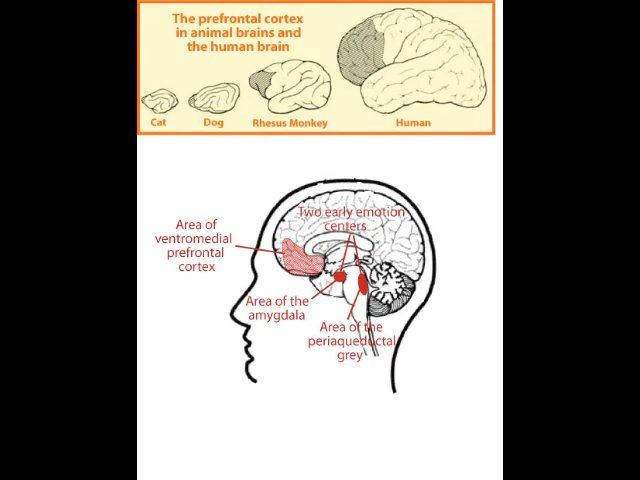 The prefrontal cortex
in animal brains and
the human brain
Cat
Dog
Rhesus Monkey
Human
Two early emotion
centers
Area of
ventromedial
prefrontal
cortex
Area of the
amygdala
Area of the
periaqueductal
grey